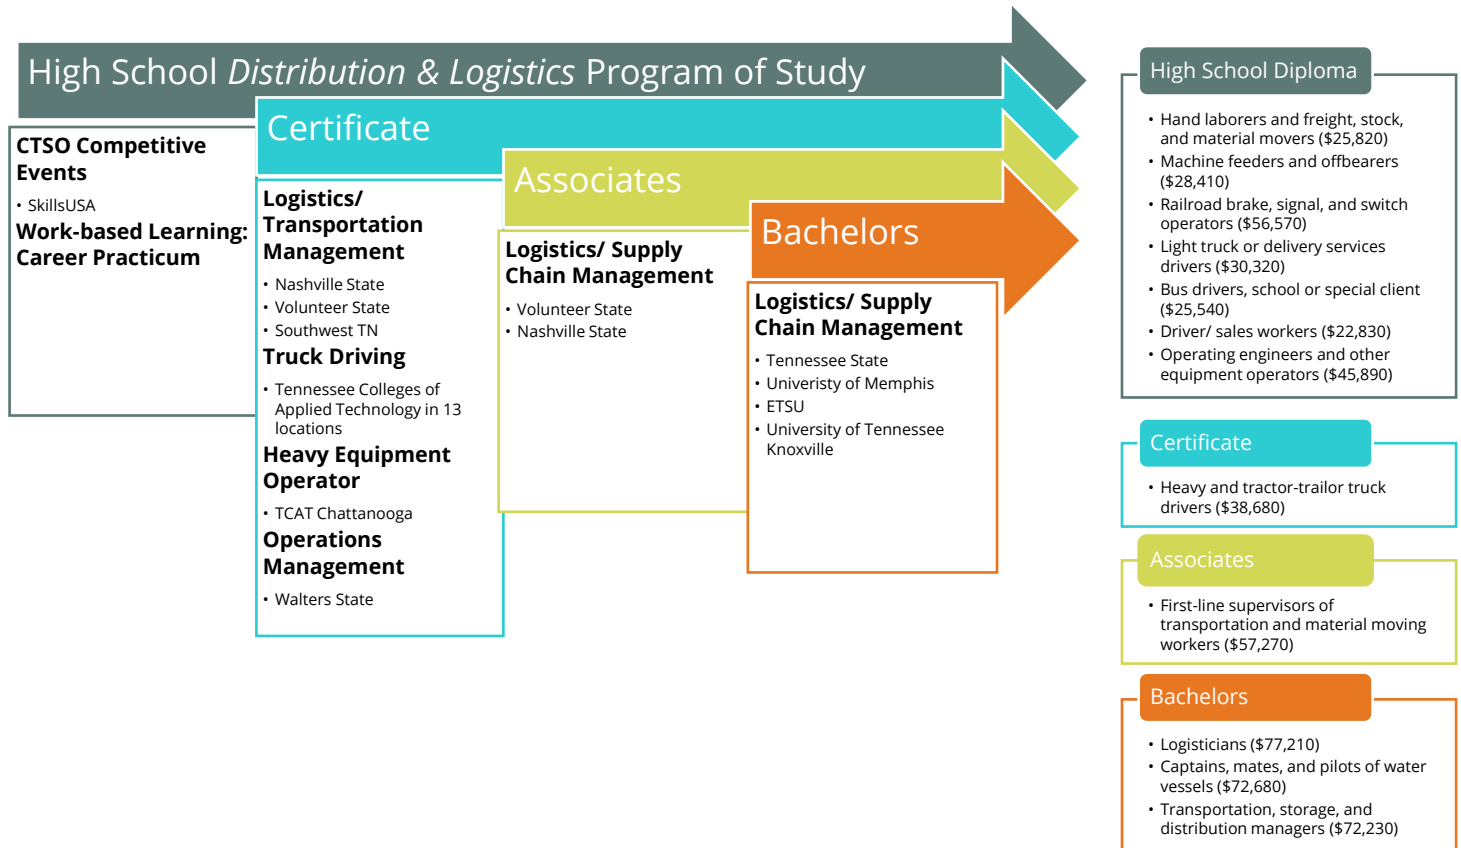 High School Distribution & Logistics Program of Study
CTSO Competitive
Events
• SkillsUSA
Work-based Learning:
Career Practicum
Certificate
Logistics/
Transportation
Management
• Nashville State
• Volunteer State
• Southwest TN
Truck Driving
• Tennessee Colleges of
Applied Technology in 13
locations
Heavy Equipment
Operator
• TCAT Chattanooga
Operations
Management
• Walters State
Associates
Logistics/ Supply
Chain Management
• Volunteer State
• Nashville State
Bachelors
Logistics/ Supply
Chain Management
• Tennessee State
• Univeristy of Memphis
• ETSU
• University of Tennessee
Knoxville
High School Diploma
• Hand laborers and freight, stock,
and material movers ($25,820)
• Machine feeders and offbearers
($28,410)
• Railroad brake, signal, and switch
operators ($56,570)
• Light truck or delivery services
drivers ($30,320)
• Bus drivers, school or special client
($25,540)
• Driver/ sales workers ($22,830)
• Operating engineers and other
equipment operators ($45,890)
Certificate
• Heavy and tractor-trailor truck
drivers ($38,680)
Associates
• First-line supervisors of
transportation and material moving
workers ($57,270)
Bachelors
• Logisticians ($77,210)
• Captains, mates, and pilots of water
vessels ($72,680)
• Transportation, storage, and
distribution managers ($72,230)